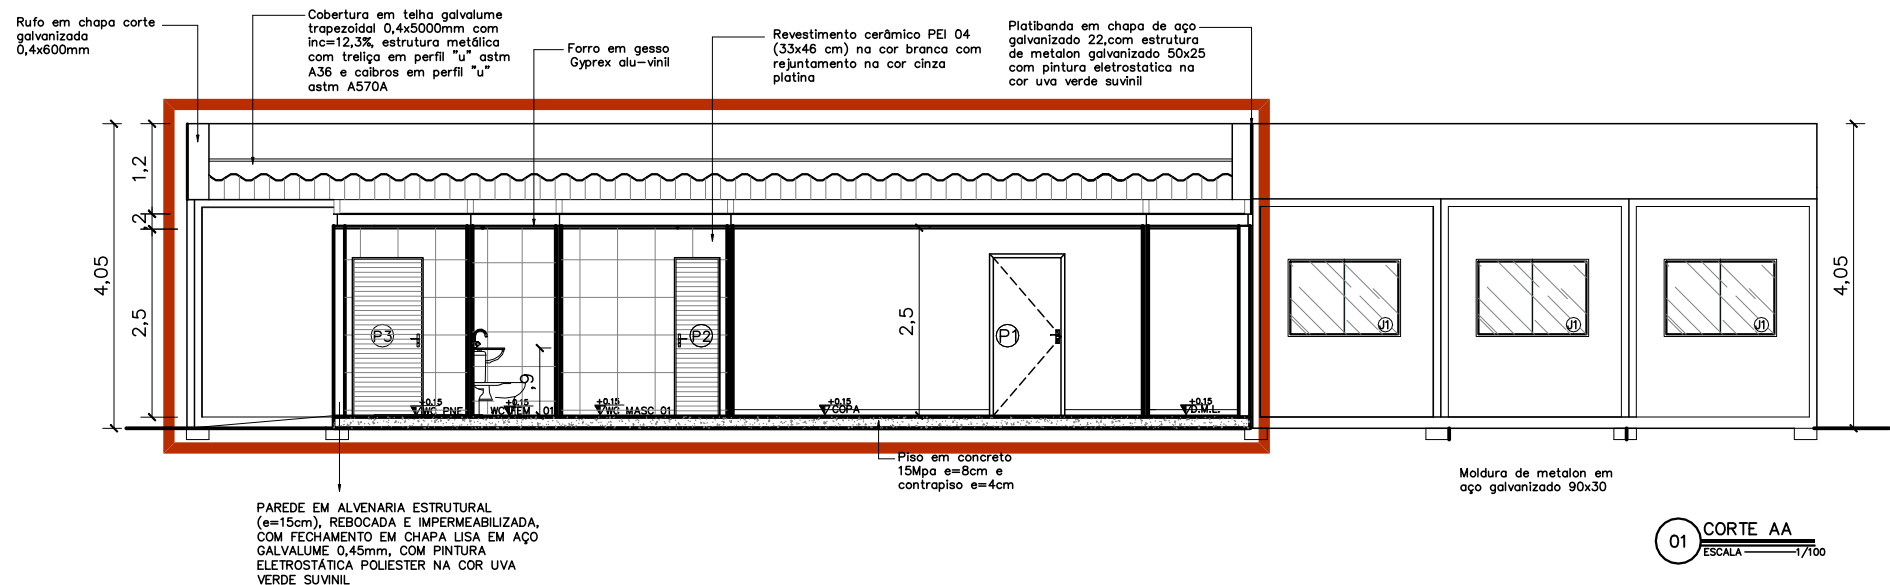 Rufo em chapa corte
galvanizada
0,4x600mm
Cobertura em telha galvalume
trapezoidal 0,4x5000mm com
inc=12,3%, estrutura metálica
com treliça em perfil "u" astm
A36 e caibros em perfil "u"
astm A570A
Forro em gesso
Gyprex alu-vinil
Revestimento cerâmico PEI 04
(33x46 cm) na cor branca com
rejuntamento na cor cinza
platina
Platibanda em chapa de aço
galvanizado 22,com estrutura
de metalon galvanizado 50x25
com pintura eletrostatica na
cor uva verde suvinil
4,05
1,2
2
2,5
P3
P2
2,5
P1
J1
J1
J1
4,05
+0.15
WC PNE
+0.15
WC FEM 01
+0.15
WC MASC 01
+0.15
COPA
+0.15
D.M.L.
Piso em concreto
15Mpa e=8cm e
contrapiso e=4cm
Moldura de metalon em
aço galvanizado 90x30
PAREDE EM ALVENARIA ESTRUTURAL
(e=15cm), REBOCADA E IMPERMEABILIZADA,
COM FECHAMENTO EM CHAPA LISA EM AÇO
GALVALUME 0,45mm, COM PINTURA
ELETROSTÁTICA POLIESTER NA COR UVA
VERDE SUVINIL
01
CORTE AA
ESCALA 1/100